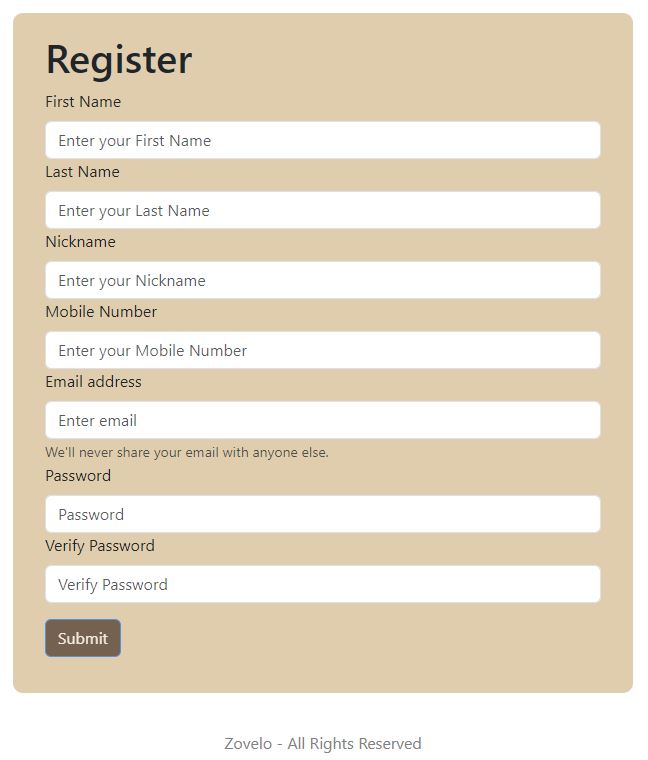 Register
First Name
Enter your First Name
Last Name
Enter your Last Name
Nickname
Enter your Nickname
Mobile Number
Enter your Mobile Number
Email address
Enter email
We'll never share your email with anyone else.
Password
Password
Verify Password
Verify Password
Submit
Zovelo - All Rights Reserved